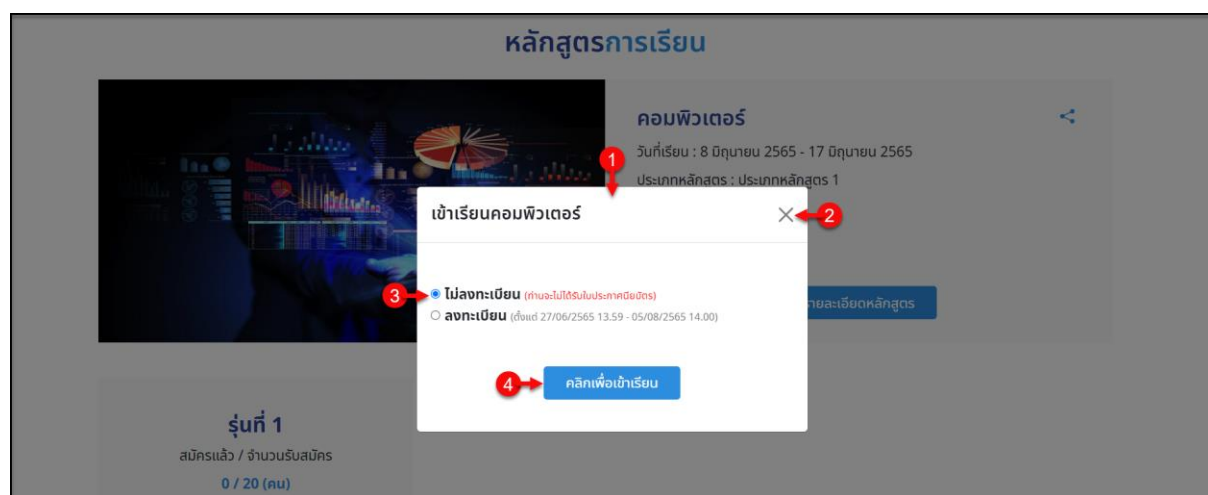 หลักสูตรการเรียน
คอมพิวเตอร์
วันที่เรียน : 8 มิถุนายน 2565 - 17 มิถุนายน 2565
ประเภทหลักสูตร : ประเภทหลักสูตร 1
1
เข้าเรียนคอมพิวเตอร์
2
3
ไม่ลงทะเบียน (ท่านจะไม่ได้รับใบประกาศนียบัตร)
ลงทะเบียน (ตั้งแต่ 27/06/2565 13.59 - 05/08/2565 14.00)
ายละเอียดหลักสูตร
4
คลิกเพื่อเข้าเรียน
รุ่นที่ 1
สมัครแล้ว / จำนวนรับสมัคร
0 / 20 (คน)